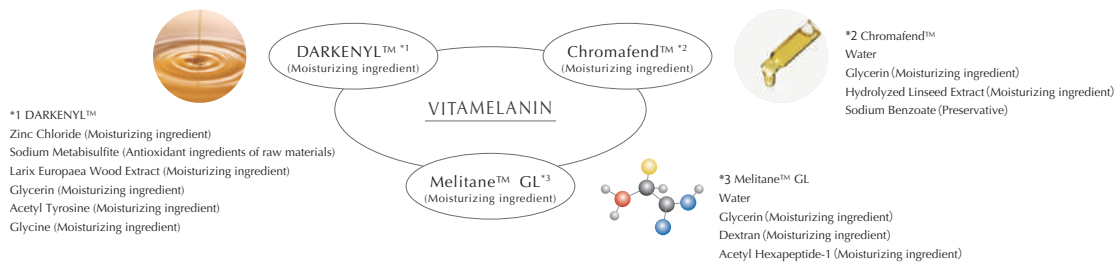 DARKENYL™ *1
(Moisturizing ingredient)
Chromafend™ *2
(Moisturizing ingredient)
VITAMELANIN
Melitane™ GL*3
(Moisturizing ingredient)
*1 DARKENYL™
Zinc Chloride (Moisturizing ingredient)
Sodium Metabisulfite (Antioxidant ingredients of raw materials)
Larix Europaea Wood Extract (Moisturizing ingredient)
Glycerin (Moisturizing ingredient)
Acetyl Tyrosine (Moisturizing ingredient)
Glycine (Moisturizing ingredient)
*2 Chromafend™
Water
Glycerin (Moisturizing ingredient)
Hydrolyzed Linseed Extract (Moisturizing ingredient)
Sodium Benzoate (Preservative)
*3 Melitane™ GL
Water
Glycerin (Moisturizing ingredient)
Dextran (Moisturizing ingredient)
Acetyl Hexapeptide-1 (Moisturizing ingredient)